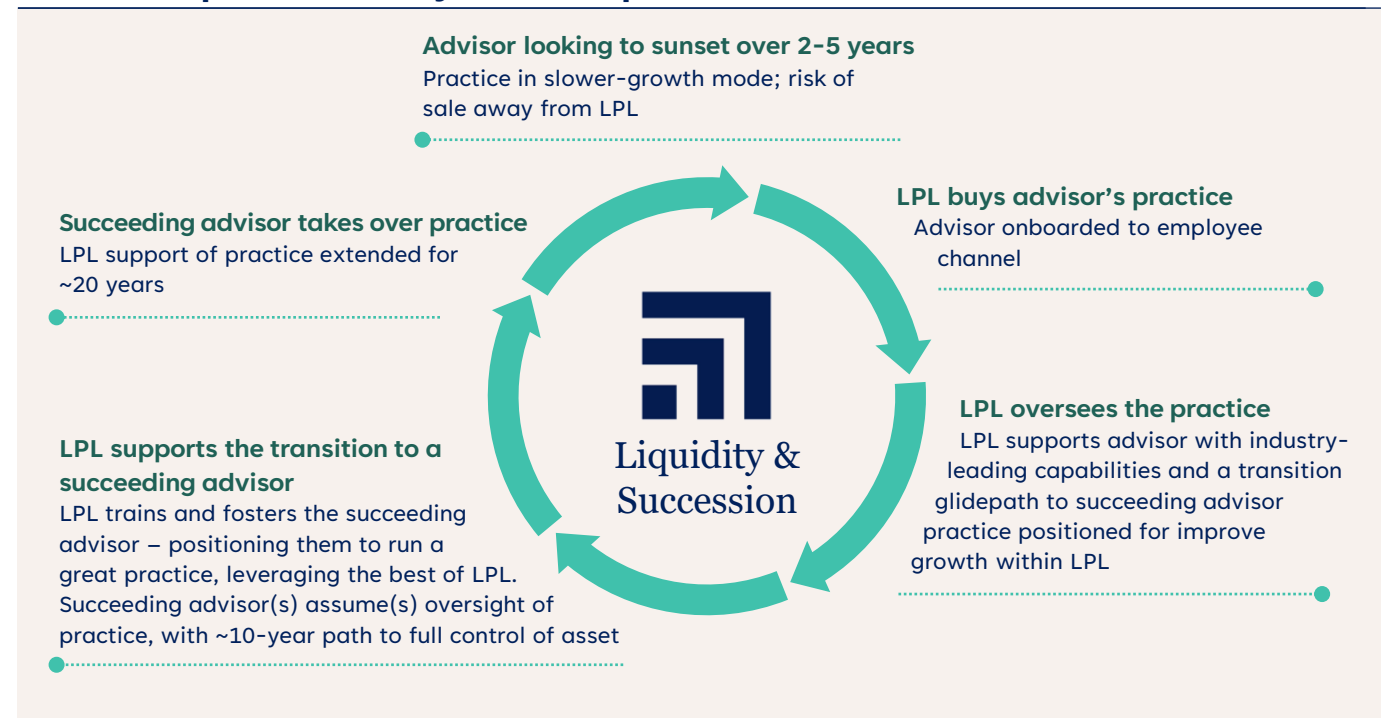 Advisor looking to sunset over 2-5 years
Practice in slower-growth mode; risk of
sale away from LPL
LPL buys advisor's practice
Advisor onboarded to employee
channel
LPL oversees the practice
LPL supports advisor with industry-
leading capabilities and a transition
glidepath to succeeding advisor
practice positioned for improve
growth within LPL
LPL supports the transition to a
succeeding advisor
LPL trains and fosters the succeeding
advisor – positioning them to run a
great practice, leveraging the best of LPL.
Succeeding advisor(s) assume(s) oversight of
practice, with ~10-year path to full control of asset
Succeeding advisor takes over practice
LPL support of practice extended for
~20 years
Liquidity &
Succession